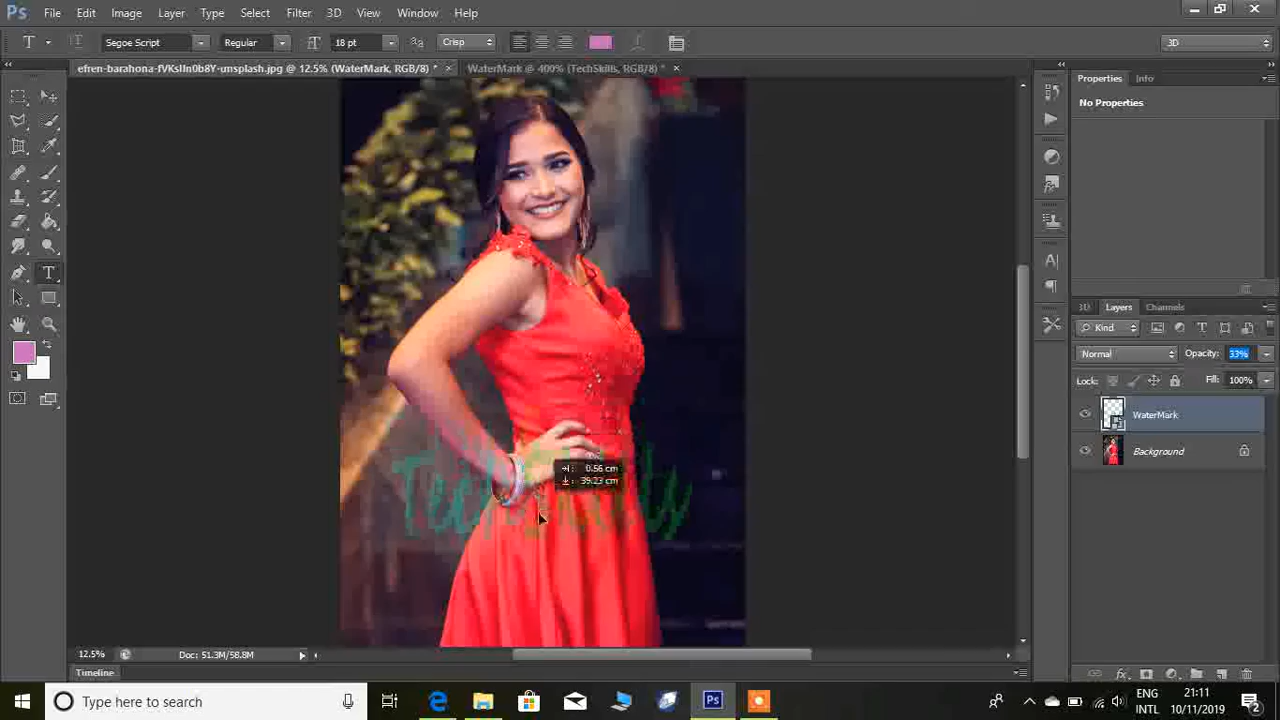 File Edit Image Layer Type Select Filter 3D View Window Help
Segoe Script Regular 18 pt Crisp 3D
efren-barahona-fVKsIIn0b8Y-unsplash.jpg @ 12.5% (WaterMark, RGB/8) *
WaterMark @ 400% (TechSkills, RGB/8) *
Properties Info
No Properties
3D Layers Channels
Kind
Normal Opacity: 33%
Lock: Fill: 100%
WaterMark
Background
0.56 cm
39.23 cm
12.5% Doc: 51.3M/58.8M
Timeline
Type here to search
ENG
INTL
21:11
10/11/2019
2